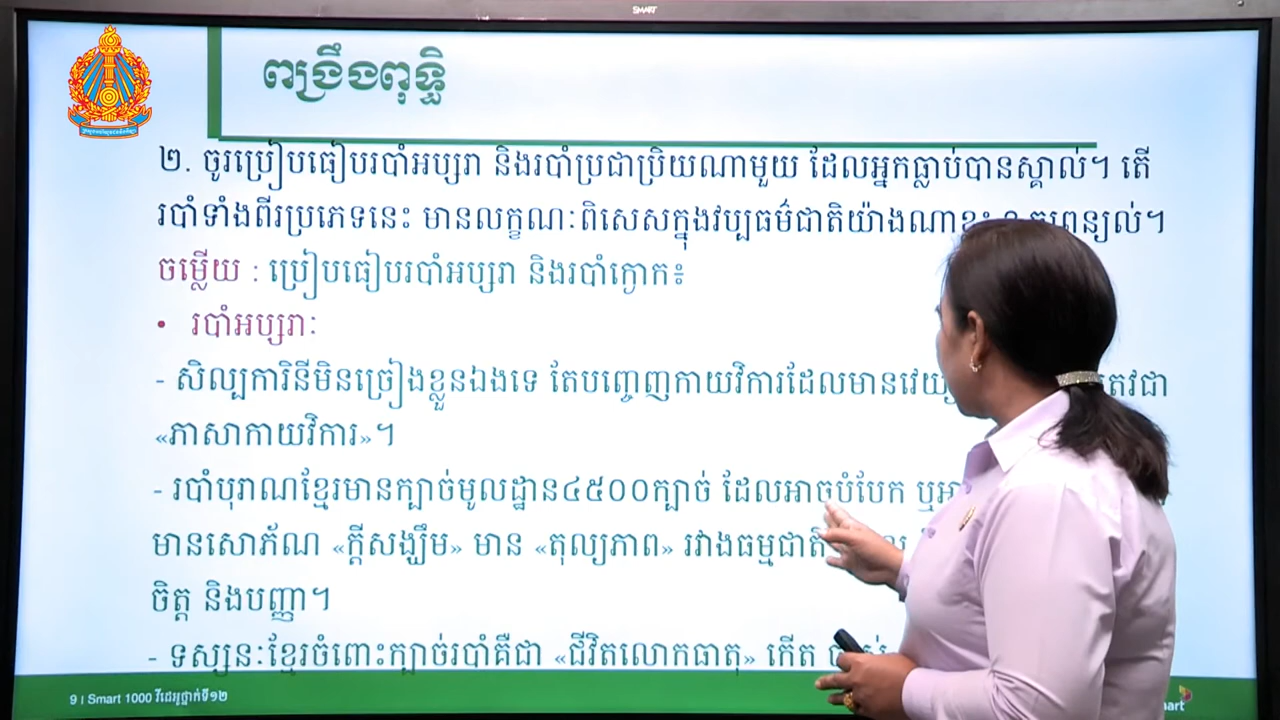 SMART
ពង្រឹងពុទ្ធិ
២. ចូរប្រៀបធៀបរបាំអប្សរា និងរបាំប្រជាប្រិយណាមួយ ដែលអ្នកធ្លាប់បានស្គាល់។ តើ
របាំទាំងពីរប្រភេទនេះ មានលក្ខណៈពិសេសក្នុងវប្បធម៌ជាតិយ៉ាងណាខ្លះ
ចម្លើយ : ប្រៀបធៀបរបាំអប្សរា និងរបាំក្ងោក៖
• របាំអប្សរាៈ
- សិល្បការិនីមិនច្រៀងខ្លួនឯងទេ តែបញ្ចេញកាយវិការដែលមាន
«ភាសាកាយវិការ»។
- របាំបុរាណខ្មែរមានក្បាច់មូលដ្ឋាន៤៥០០ក្បាច់ ដែលអាចបំបែក ឬ
មានសោភ័ណ «ក្តីសង្ឃឹម» មាន «តុល្យភាព» រវាងធម្មជាតិ
ចិត្ត និងបញ្ញា។
- ទស្សនៈខ្មែរចំពោះក្បាច់របាំគឺជា «ជីវិតលោកធាតុ» កើត
9 | Smart 1000 វីដេអូថ្នាក់ទី១២